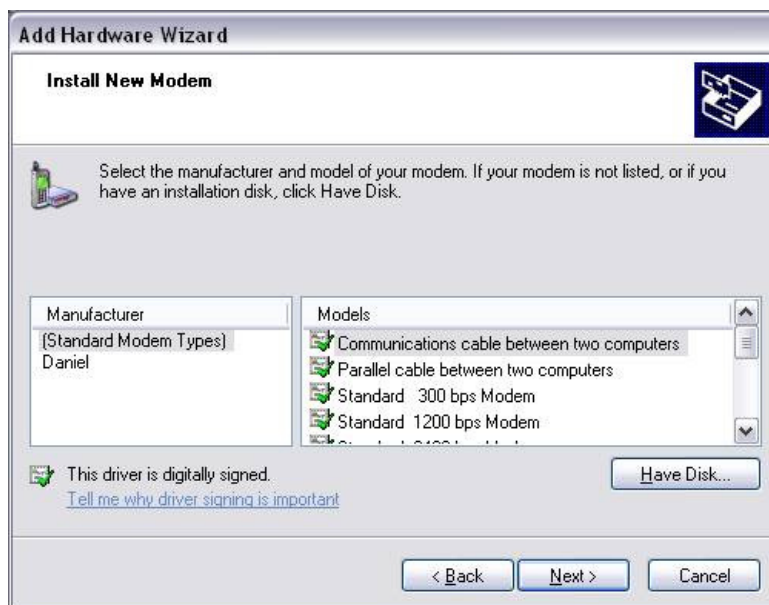 Add Hardware Wizard
Install New Modem
Select the manufacturer and model of your modem. If your modem is not listed, or if you
have an installation disk, click Have Disk.
Manufacturer
(Standard Modem Types)
Daniel
Models
Communications cable between two computers
Parallel cable between two computers
Standard 300 bps Modem
Standard 1200 bps Modem
This driver is digitally signed.
Tell me why driver signing is important
Have Disk...
< Back
Next >
Cancel